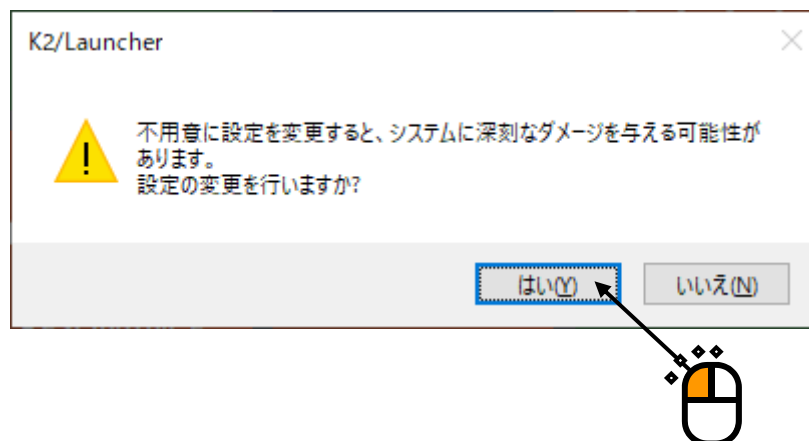 K2/Launcher
不用意に設定を変更すると、システムに深刻なダメージを与える可能性が
あります。
設定の変更を行いますか?
はい(Y)
いいえ(N)